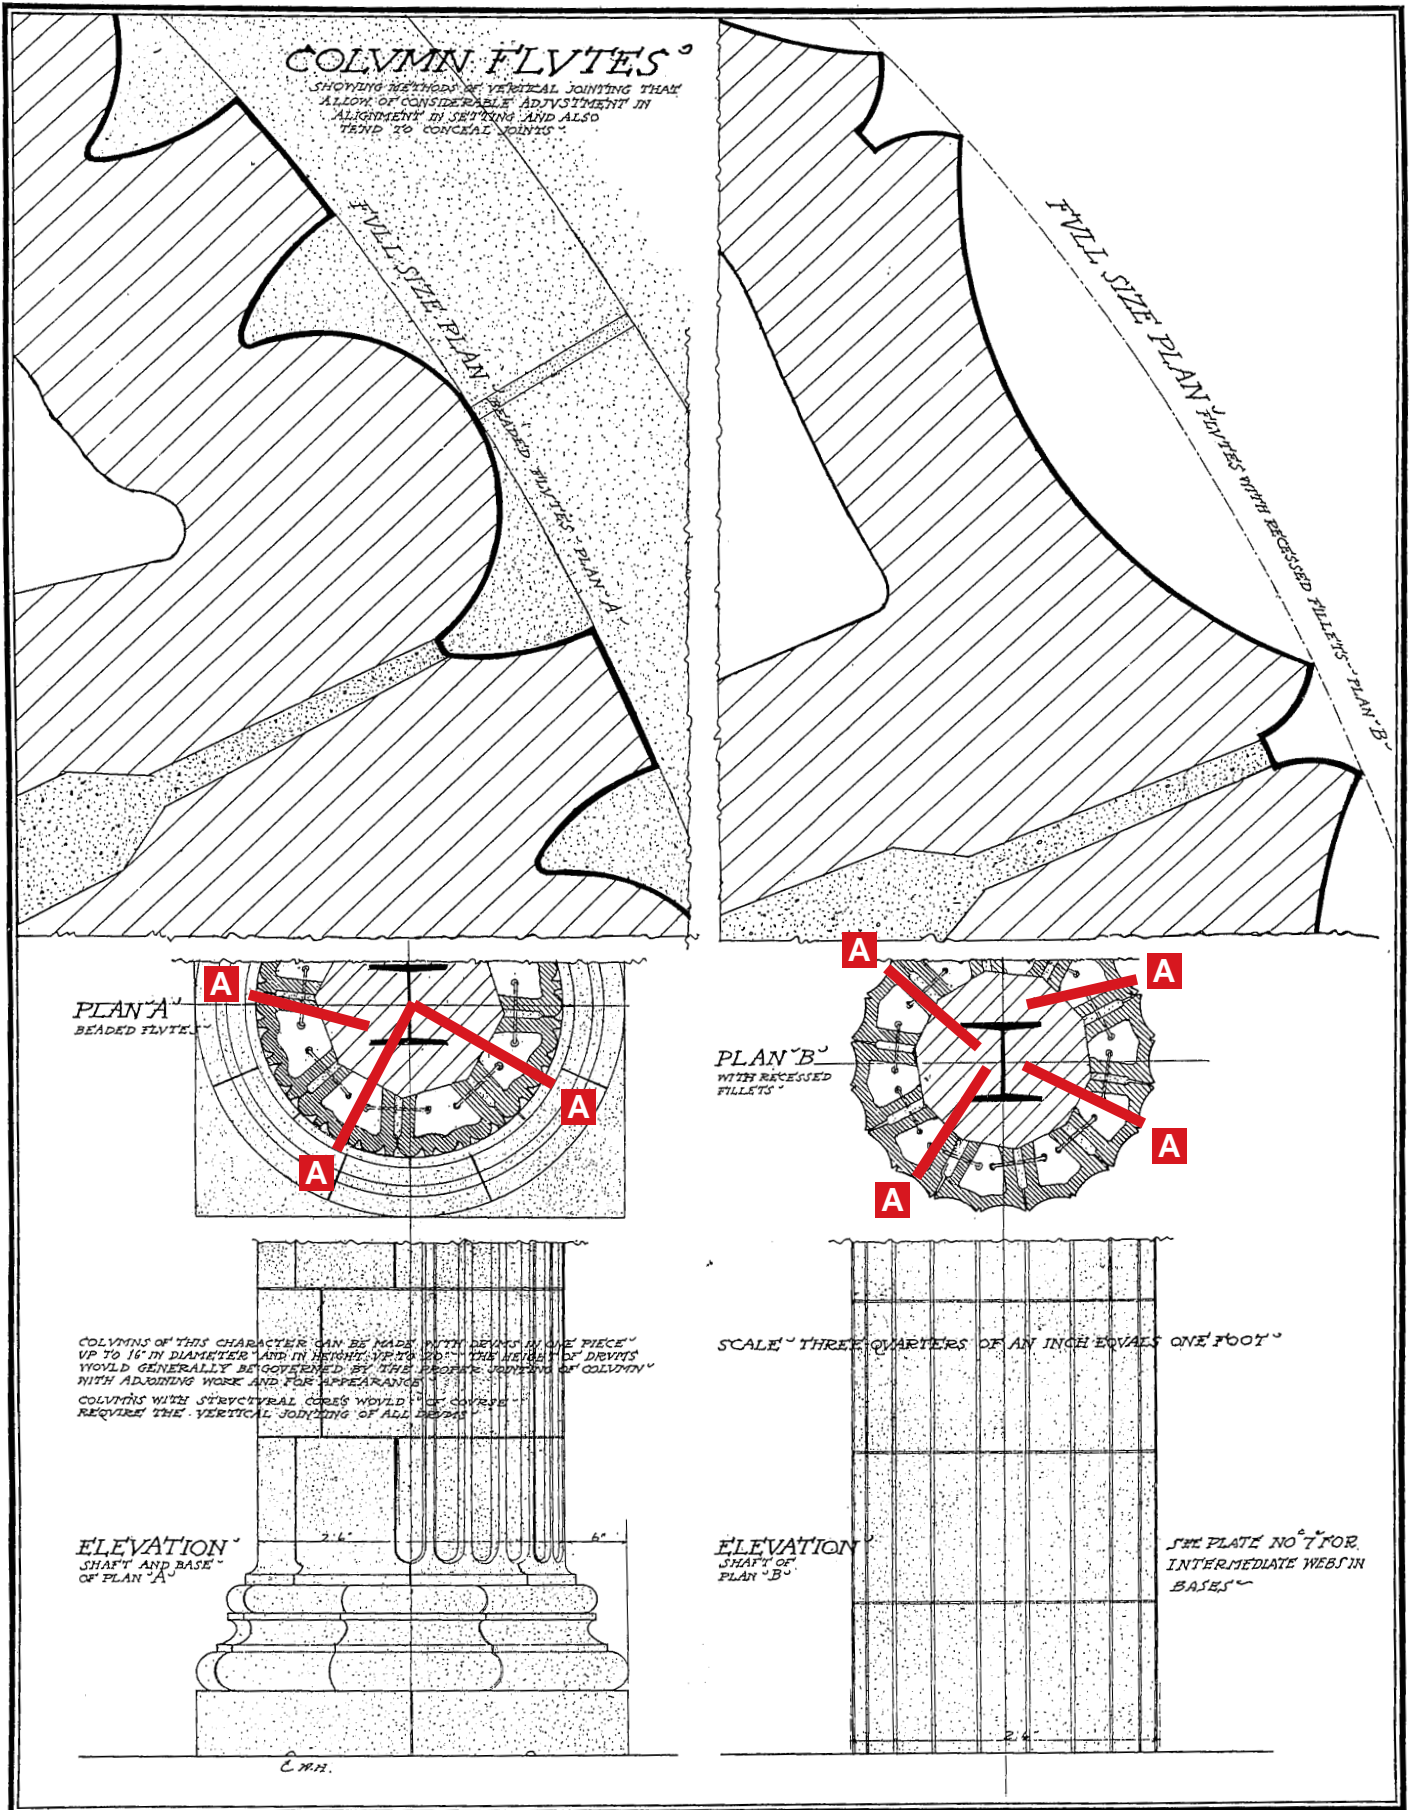 COLVMN FLVTES
SHOWING METHODS OF VERTICAL JOINTING THAT
ALLOW OF CONSIDERABLE ADJVSTMENT IN
ALIGNMENT IN SETTING AND ALSO
TEND TO CONCEAL JOINTS
FVLL SIZE PLAN BEADED FLVTES PLAN "A"
FVLL SIZE PLAN FLVTES WITH RECESSED FILLETS PLAN "B"
A
A
A
PLAN "A"
BEADED FLVTES
A
A
A
A
PLAN "B"
WITH RECESSED
FILLETS
COLVMNS OF THIS CHARACTER CAN BE MADE WITH DRVMS IN ONE PIECE
VP TO 16" IN DIAMETER AND IN HEIGHT VP TO 20" THE HEIGHT OF DRVMS
WOVLD GENERALLY BE GOVERNED BY THE PROPER JOINTING OF COLVMN
WITH ADJOINING WORK AND FOR APPEARANCE
COLVMNS WITH STRVCTVRAL CORES WOVLD OF COVRSE
REQVIRE THE VERTICAL JOINTING OF ALL DRVMS
SCALE THREE QVARTERS OF AN INCH EQVALS ONE FOOT
ELEVATION
SHAFT AND BASE
OF PLAN "A"
2'6"
6"
ELEVATION
SHAFT OF
PLAN "B"
SEE PLATE NO "7" FOR
INTERMEDIATE WEBS IN
BASES
2'6"
E.W.H.